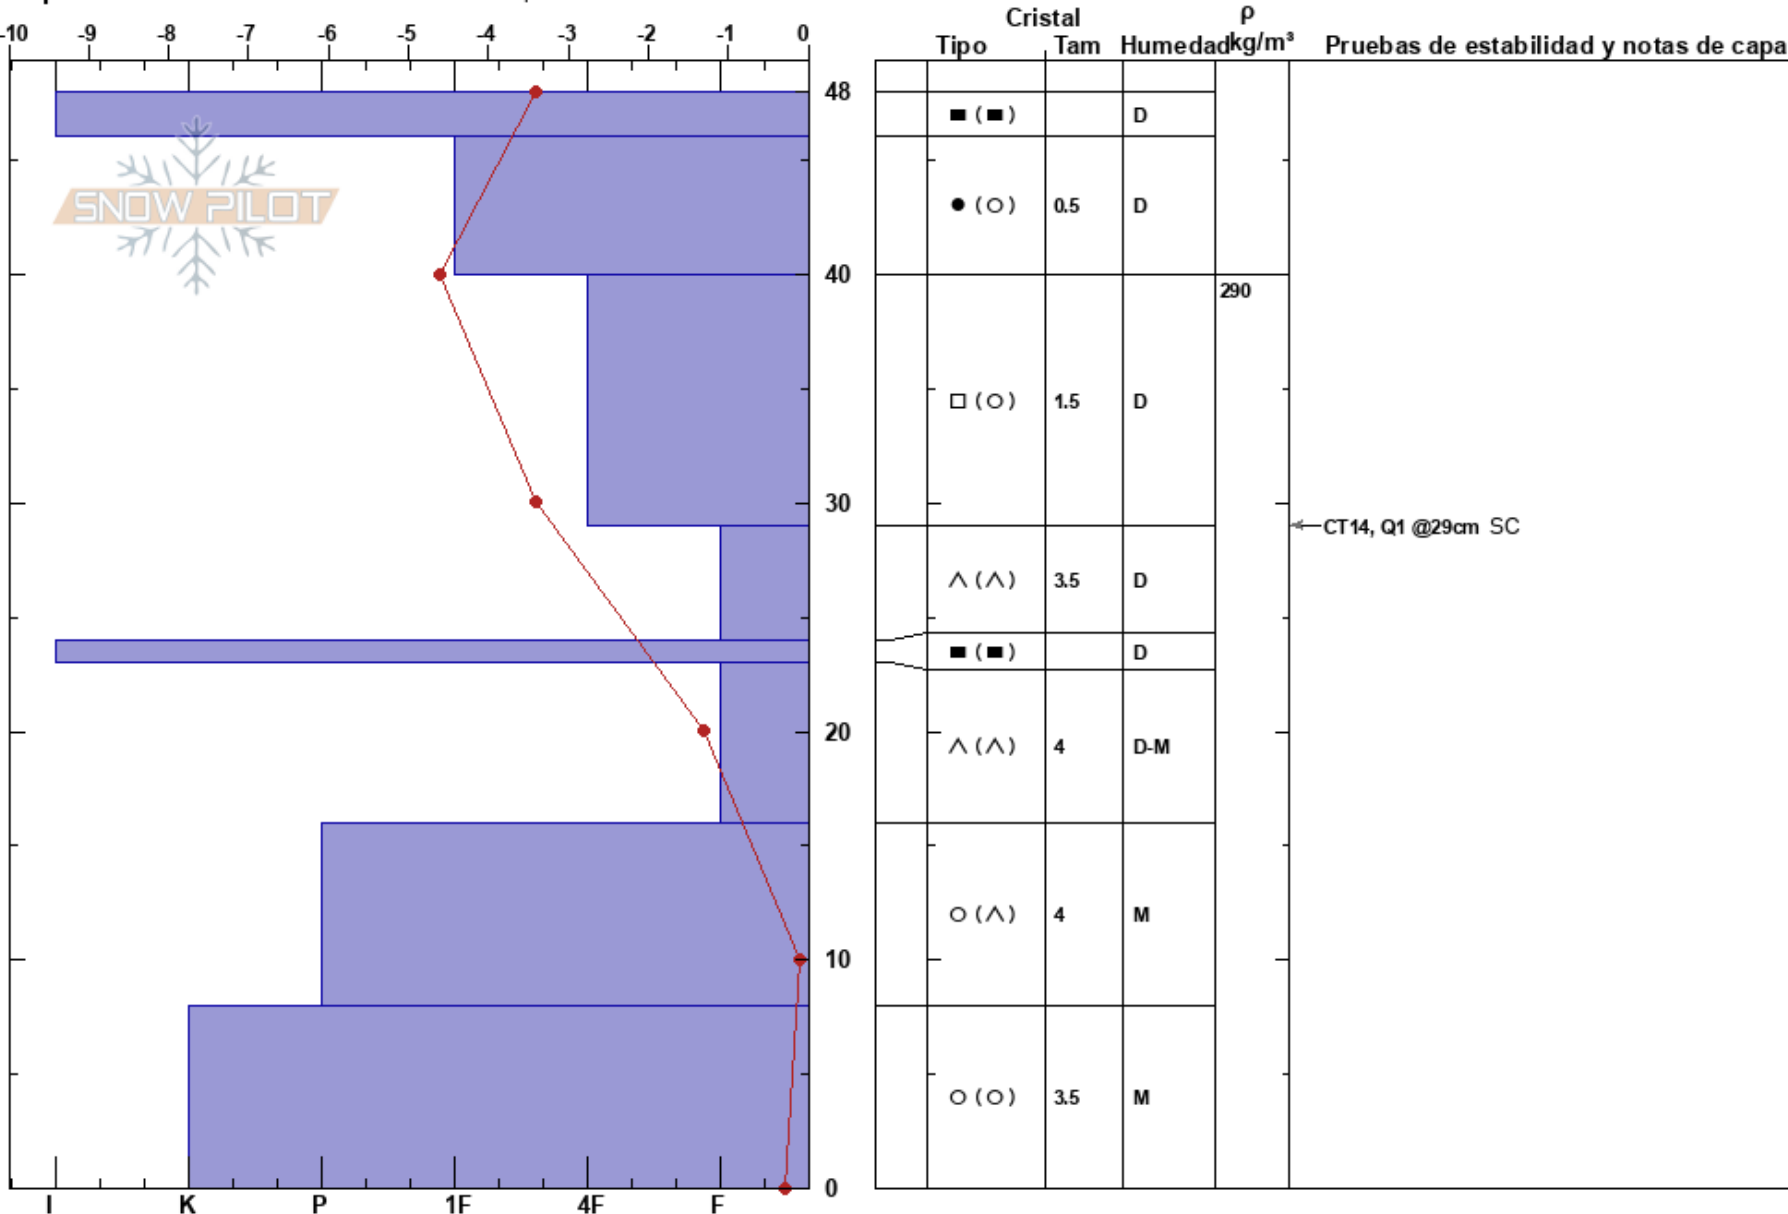 Cristal ρ
-10 -9 -8 -7 -6 -5 -4 -3 -2 -1 0 Tipo Tam Humedad kg/m³ Pruebas de estabilidad y notas de capa
48
■ (■) D
SNOW PILOT
● (○) 0.5 D
40
290
□ (○) 1.5 D
30
CT14, Q1 @29cm SC
∧ (∧) 3.5 D
■ (■) D
20
∧ (∧) 4 D-M
○ (∧) 4 M
10
○ (○) 3.5 M
0
I K P 1F 4F F